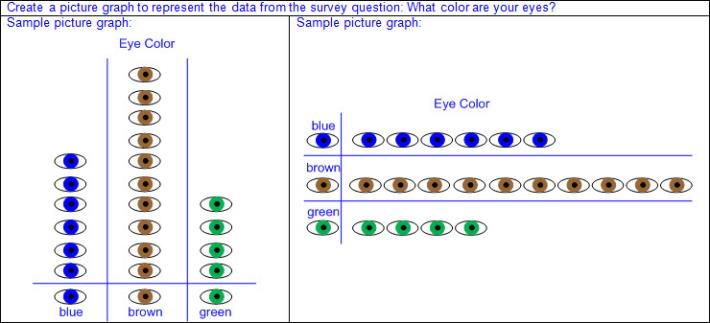 Create a picture graph to represent the data from the survey question: What color are your eyes?
Sample picture graph:
Eye Color
blue brown green
Sample picture graph:
Eye Color
blue
brown
green